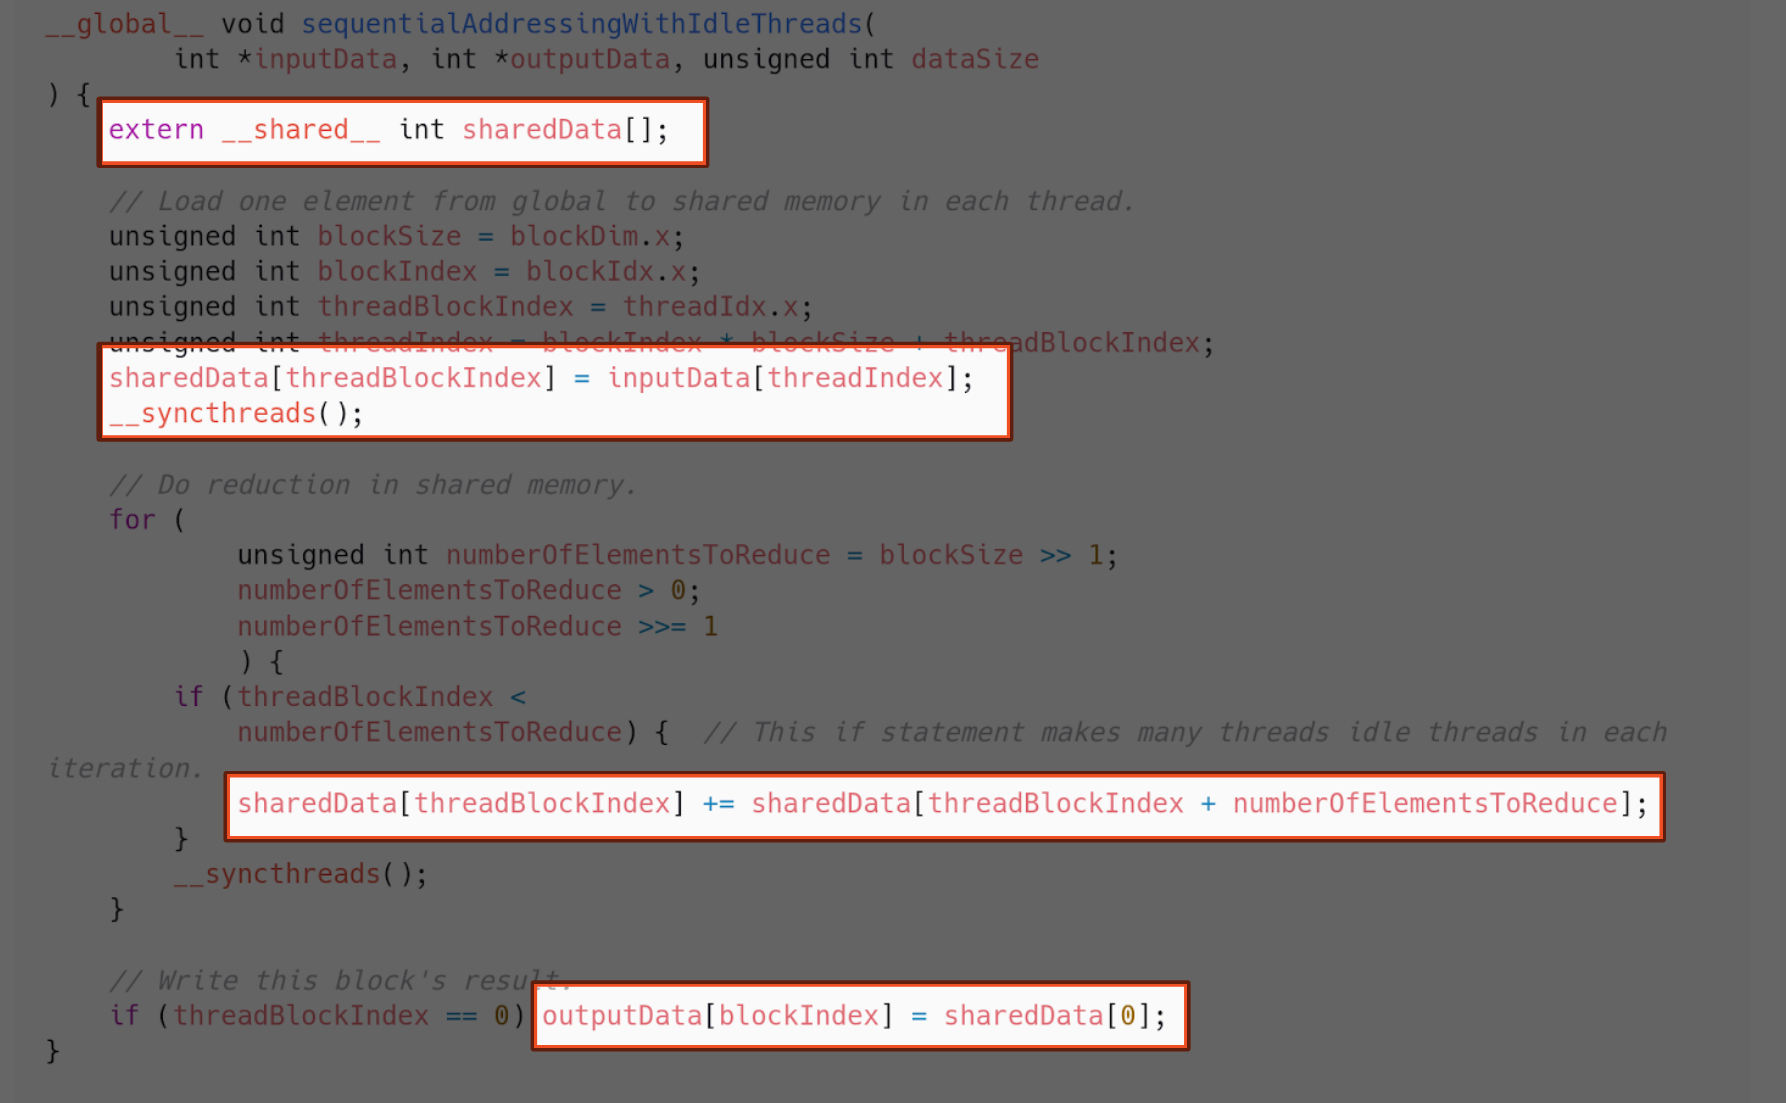 __global__ void sequentialAddressingWithIdleThreads(
int *inputData, int *outputData, unsigned int dataSize
) {
extern __shared__ int sharedData[];
// Load one element from global to shared memory in each thread.
unsigned int blockSize = blockDim.x;
unsigned int blockIndex = blockIdx.x;
unsigned int threadBlockIndex = threadIdx.x;
unsigned int threadIndex = blockIndex * blockSize + threadBlockIndex;
sharedData[threadBlockIndex] = inputData[threadIndex];
__syncthreads();
// Do reduction in shared memory.
for (
unsigned int numberOfElementsToReduce = blockSize >> 1;
numberOfElementsToReduce > 0;
numberOfElementsToReduce >>= 1
) {
if (threadBlockIndex <
numberOfElementsToReduce) {  // This if statement makes many threads idle threads in each
iteration.
sharedData[threadBlockIndex] += sharedData[threadBlockIndex + numberOfElementsToReduce];
}
__syncthreads();
}
// Write this block's result.
if (threadBlockIndex == 0) outputData[blockIndex] = sharedData[0];
}